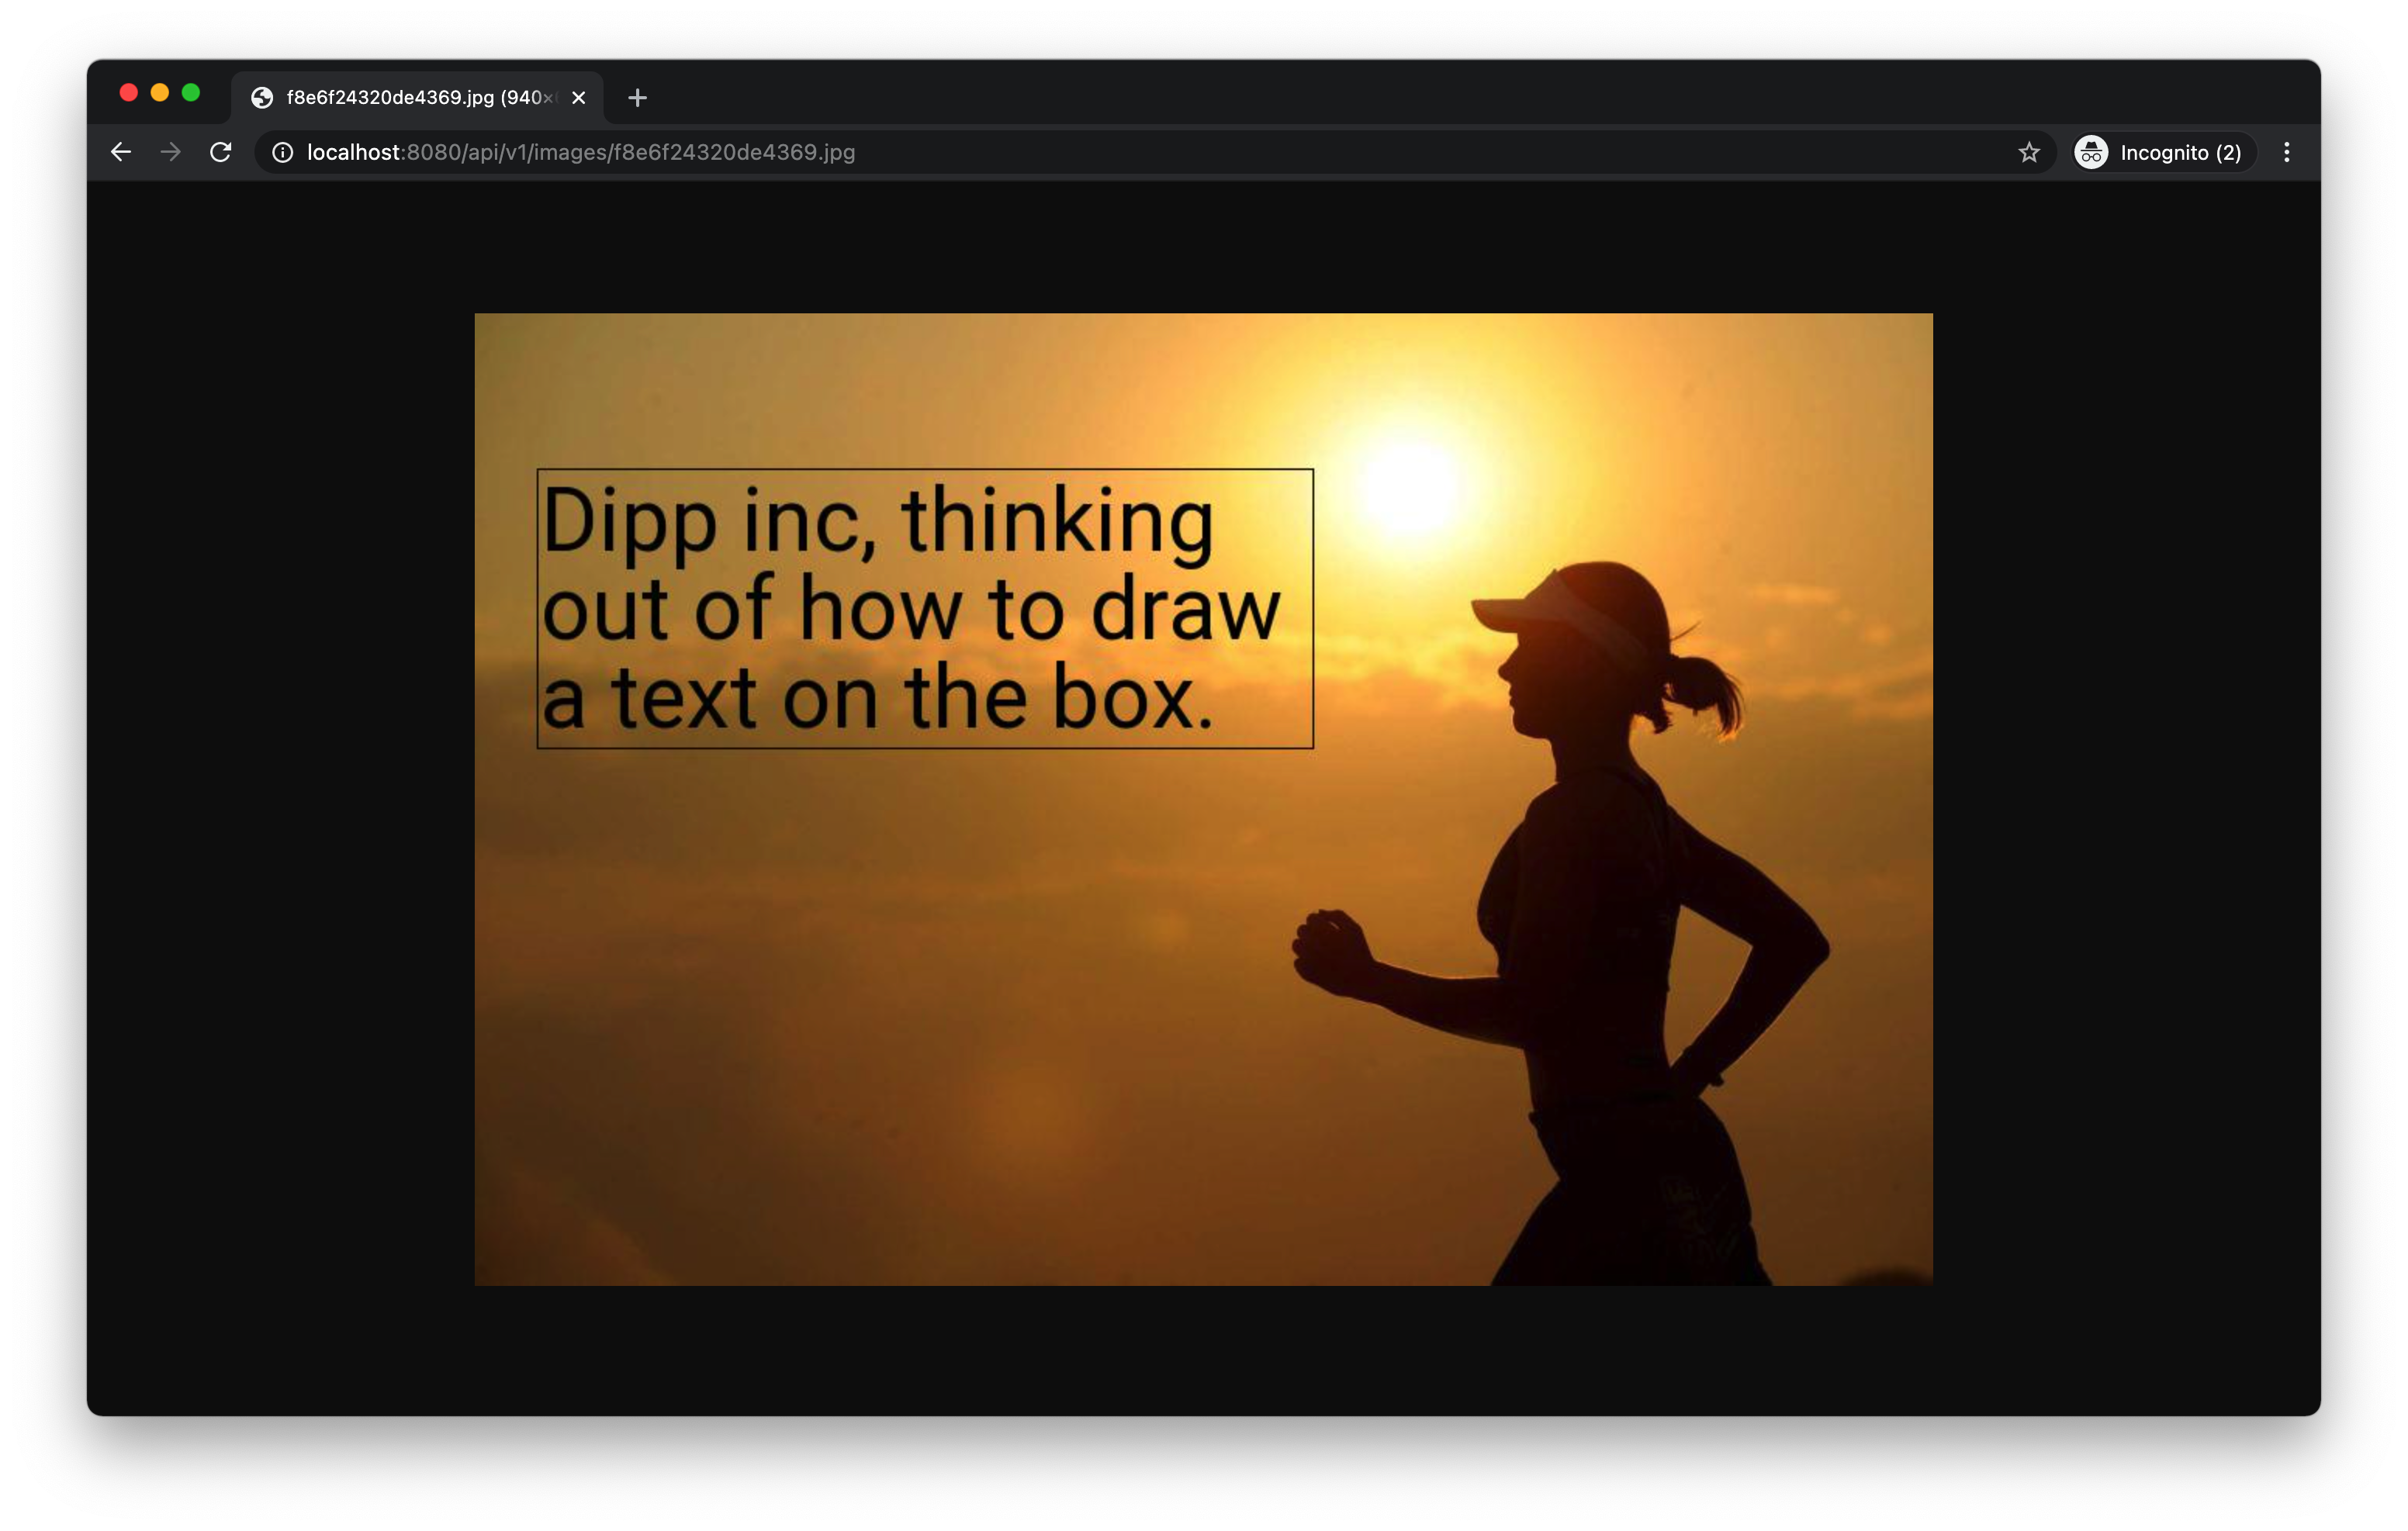 f8e6f24320de4369.jpg (940×
localhost:8080/api/v1/images/f8e6f24320de4369.jpg
Incognito (2)
Dipp inc, thinking
out of how to draw
a text on the box.